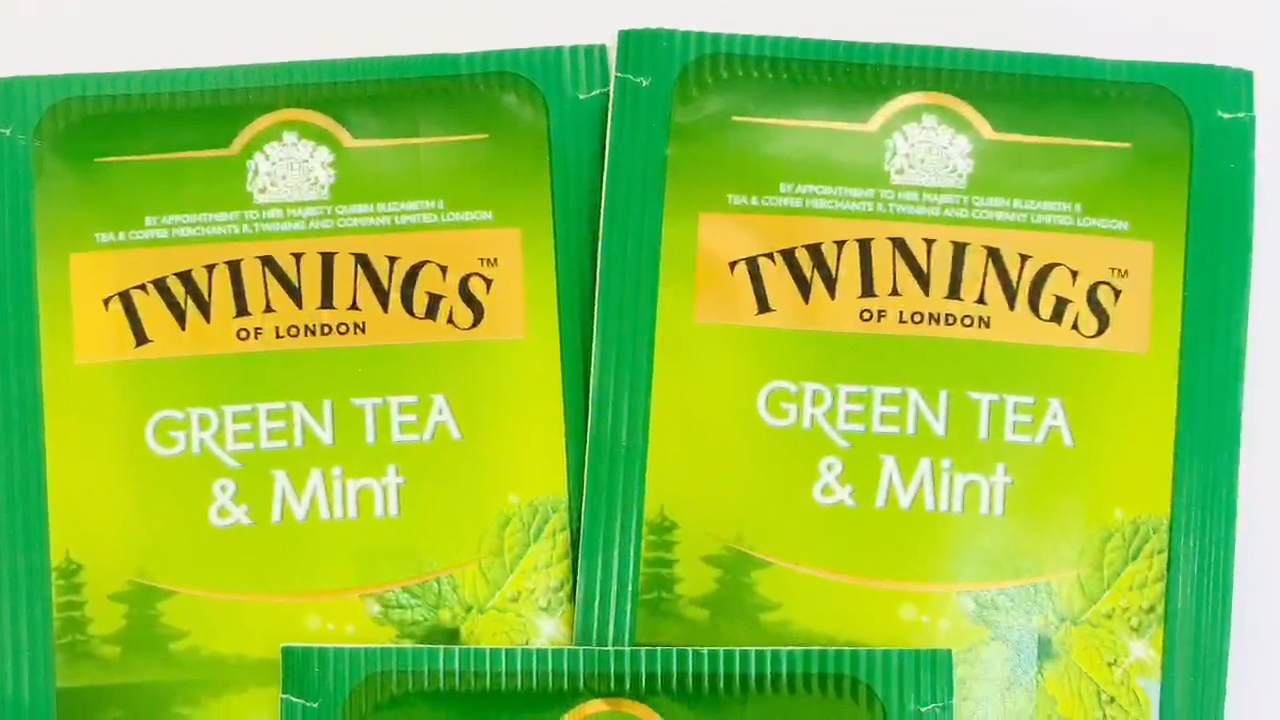 BY APPOINTMENT TO HER MAJESTY QUEEN ELIZABETH II
TEA & COFFEE MERCHANTS R. TWINING AND COMPANY LIMITED, LONDON
TWININGS™
OF LONDON
GREEN TEA
& Mint
BY APPOINTMENT TO HER MAJESTY QUEEN ELIZABETH II
TEA & COFFEE MERCHANTS R. TWINING AND COMPANY LIMITED, LONDON
TWININGS™
OF LONDON
GREEN TEA
& Mint